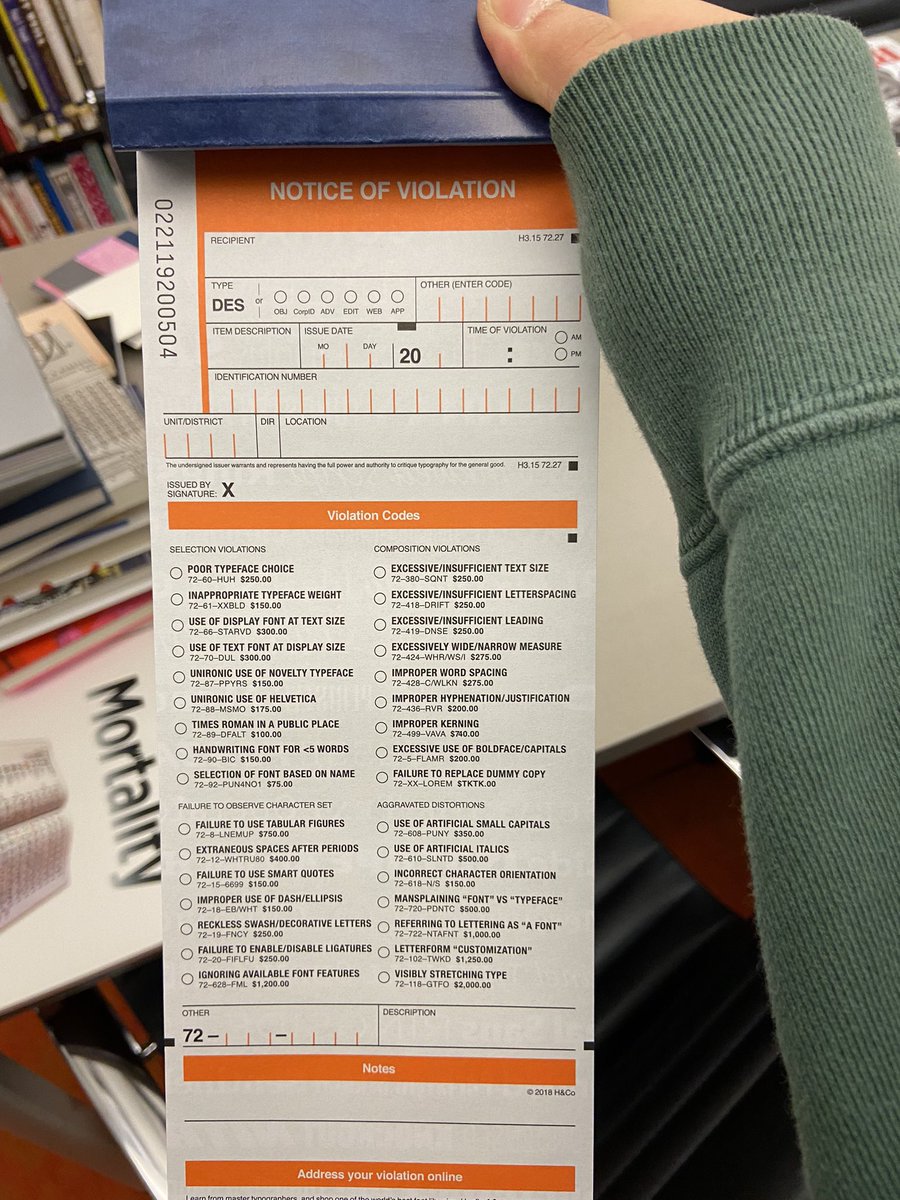 NOTICE OF VIOLATION
022119200504
RECIPIENT
H3.15 72.27
TYPE
DES or
OBJ CorpID ADV EDIT WEB APP
OTHER (ENTER CODE)
ITEM DESCRIPTION
ISSUE DATE
MO DAY 20
TIME OF VIOLATION
:
AM
PM
IDENTIFICATION NUMBER
UNIT/DISTRICT DIR LOCATION
The undersigned issuer warrants and represents having the full power and authority to critique typography for the general good. H3.15 72.27
ISSUED BY
SIGNATURE: X
Violation Codes
SELECTION VIOLATIONS
POOR TYPEFACE CHOICE
72–60–HUH $250.00
INAPPROPRIATE TYPEFACE WEIGHT
72–61–XXBLD $150.00
USE OF DISPLAY FONT AT TEXT SIZE
72–66–STARVD $300.00
USE OF TEXT FONT AT DISPLAY SIZE
72–70–DUL $300.00
UNIRONIC USE OF NOVELTY TYPEFACE
72–87–PPYRS $150.00
UNIRONIC USE OF HELVETICA
72–88–MSMO $175.00
TIMES ROMAN IN A PUBLIC PLACE
72–89–DFALT $100.00
HANDWRITING FONT FOR <5 WORDS
72–90–BIC $150.00
SELECTION OF FONT BASED ON NAME
72–92–PUN4NO1 $75.00
COMPOSITION VIOLATIONS
EXCESSIVE/INSUFFICIENT TEXT SIZE
72–380–SQNT $250.00
EXCESSIVE/INSUFFICIENT LETTERSPACING
72–418–DRIFT $250.00
EXCESSIVE/INSUFFICIENT LEADING
72–419–DNSE $250.00
EXCESSIVELY WIDE/NARROW MEASURE
72–424–WHR/WS/I $275.00
IMPROPER WORD SPACING
72–428–C/WLKN $275.00
IMPROPER HYPHENATION/JUSTIFICATION
72–436–RVR $200.00
IMPROPER KERNING
72–499–VAVA $740.00
EXCESSIVE USE OF BOLDFACE/CAPITALS
72–5–FLAMR $200.00
FAILURE TO REPLACE DUMMY COPY
72–XX–LOREM $TKTK.00
FAILURE TO OBSERVE CHARACTER SET
FAILURE TO USE TABULAR FIGURES
72–8–LNEMUP $750.00
EXTRANEOUS SPACES AFTER PERIODS
72–12–WHTRU80 $400.00
FAILURE TO USE SMART QUOTES
72–15–6699 $150.00
IMPROPER USE OF DASH/ELLIPSIS
72–18–EB/WHT $150.00
RECKLESS SWASH/DECORATIVE LETTERS
72–19–FNCY $250.00
FAILURE TO ENABLE/DISABLE LIGATURES
72–20–FIFLFU $250.00
IGNORING AVAILABLE FONT FEATURES
72–628–FML $1,200.00
AGGRAVATED DISTORTIONS
USE OF ARTIFICIAL SMALL CAPITALS
72–608–PUNY $350.00
USE OF ARTIFICIAL ITALICS
72–610–SLNTD $500.00
INCORRECT CHARACTER ORIENTATION
72–618–N/S $150.00
MANSPLAINING “FONT” VS “TYPEFACE”
72–720–PDNTC $500.00
REFERRING TO LETTERING AS “A FONT”
72–722–NTAFNT $1,000.00
LETTERFORM “CUSTOMIZATION”
72–102–TWKD $1,250.00
VISIBLY STRETCHING TYPE
72–118–GTFO $2,000.00
OTHER
72– –
DESCRIPTION
Notes
© 2018 H&Co
Address your violation online
Mortality